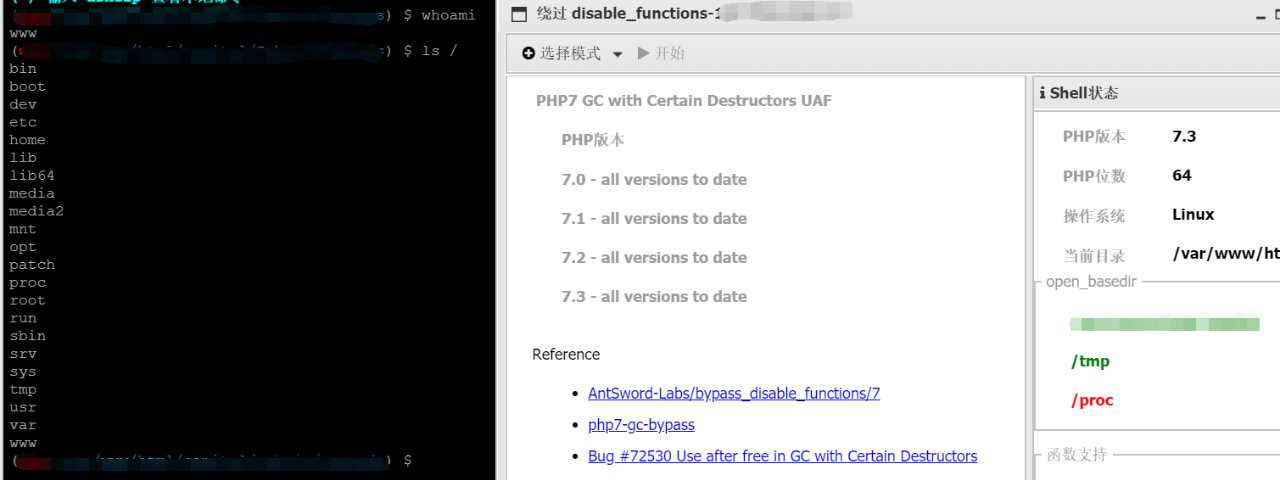 s) $ whoami
www
s) $ ls /
bin
boot
dev
etc
home
lib
lib64
media
media2
mnt
opt
patch
proc
root
run
sbin
srv
sys
tmp
usr
var
www
) $
绕过 disable_functions-1
选择模式 开始
PHP7 GC with Certain Destructors UAF
PHP版本
7.0 - all versions to date
7.1 - all versions to date
7.2 - all versions to date
7.3 - all versions to date
Reference
AntSword-Labs/bypass_disable_functions/7
php7-gc-bypass
Bug #72530 Use after free in GC with Certain Destructors
Shell状态
PHP版本 7.3
PHP位数 64
操作系统 Linux
当前目录 /var/www/ht
open_basedir
/tmp
/proc
函数支持